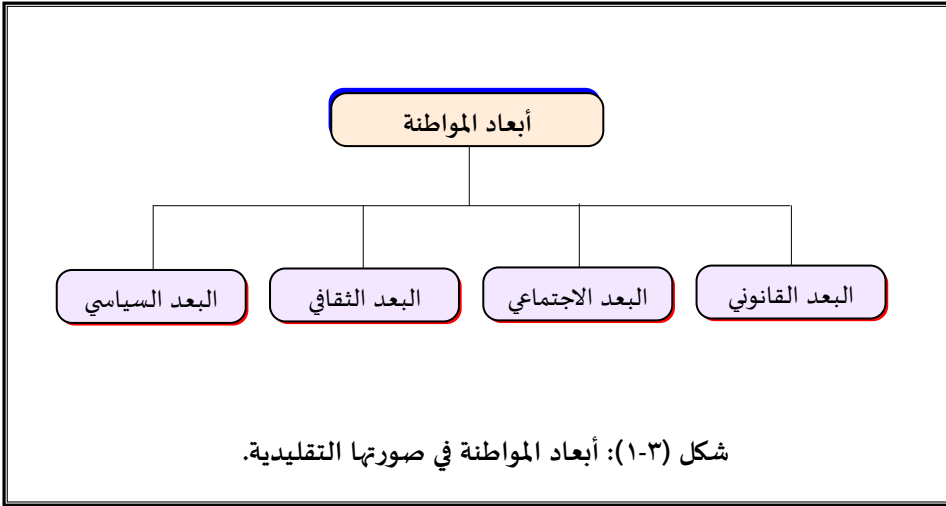 أبعاد المواطنة
البعد القانوني
البعد الاجتماعي
البعد الثقافي
البعد السياسي
شكل (٣-١): أبعاد المواطنة في صورتها التقليدية.